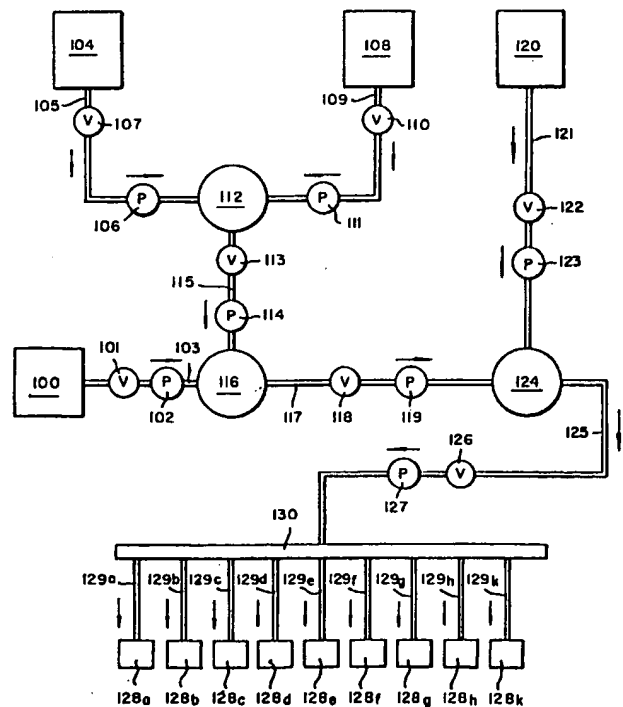 104 108 120
105 109
V 107 V 110 121
112 V 122
P P
106 111
V 113 P 123
115
P 114
101 103
100 V P 116 V P 124
102 117 118 119
125
126
P V
127
130
129a 129b 129c 129d 129e 129f 129g 129h 129k
128a 128b 128c 128d 128e 128f 128g 128h 128k